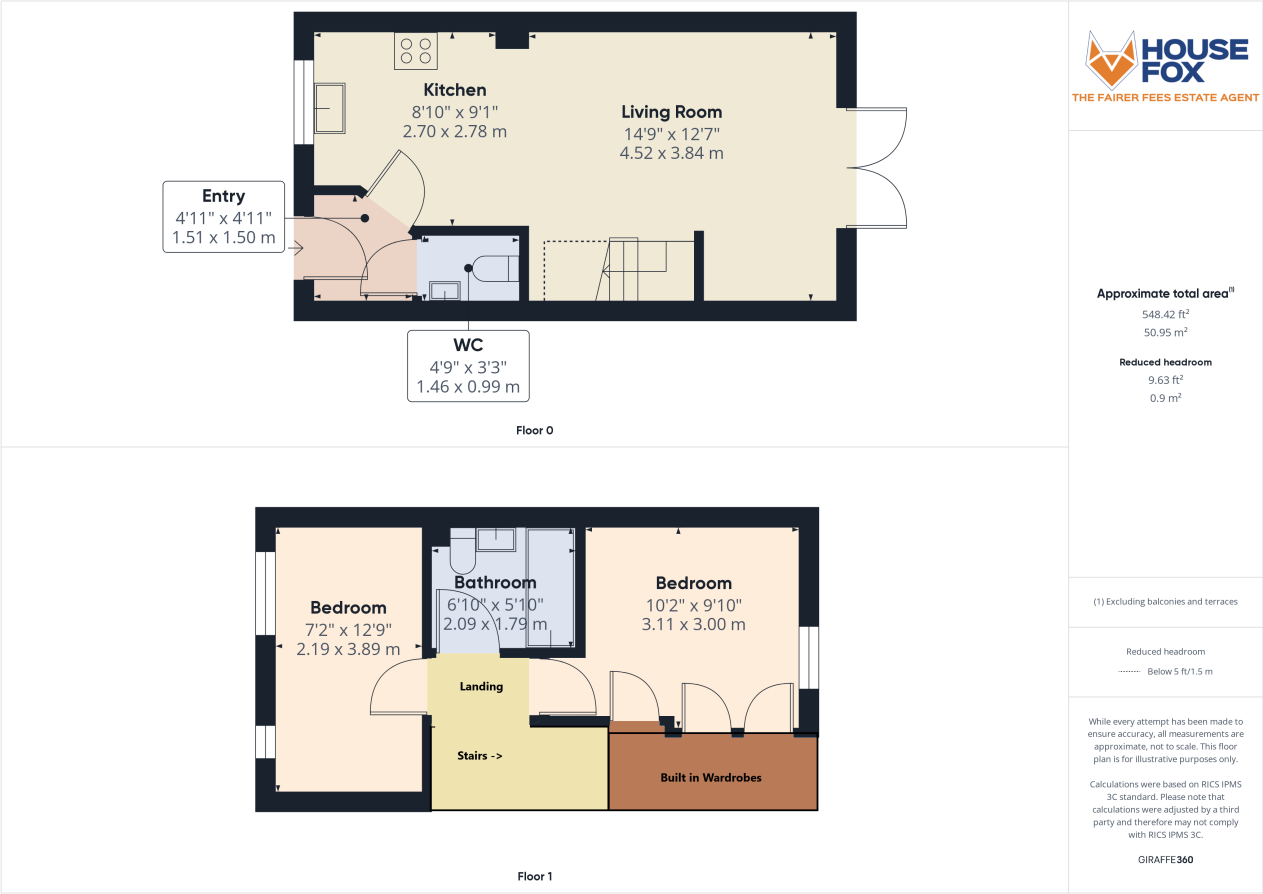 Kitchen
8'10" x 9'1"
2.70 x 2.78 m
Living Room
14'9" x 12'7"
4.52 x 3.84 m
Entry
4'11" x 4'11"
1.51 x 1.50 m
WC
4'9" x 3'3"
1.46 x 0.99 m
Floor 0
Bedroom
7'2" x 12'9"
2.19 x 3.89 m
Bathroom
6'10" x 5'10"
2.09 x 1.79 m
Bedroom
10'2" x 9'10"
3.11 x 3.00 m
Landing
Stairs ->
Built in Wardrobes
Floor 1
HOUSE
FOX
THE FAIRER FEES ESTATE AGENT
Approximate total area(1)
548.42 ft²
50.95 m²
Reduced headroom
9.63 ft²
0.9 m²
(1) Excluding balconies and terraces
Reduced headroom
Below 5 ft/1.5 m
While every attempt has been made to
ensure accuracy, all measurements are
approximate, not to scale. This floor
plan is for illustrative purposes only.
Calculations were based on RICS IPMS
3C standard. Please note that
calculations were adjusted by a third
party and therefore may not comply
with RICS IPMS 3C.
GIRAFFE360